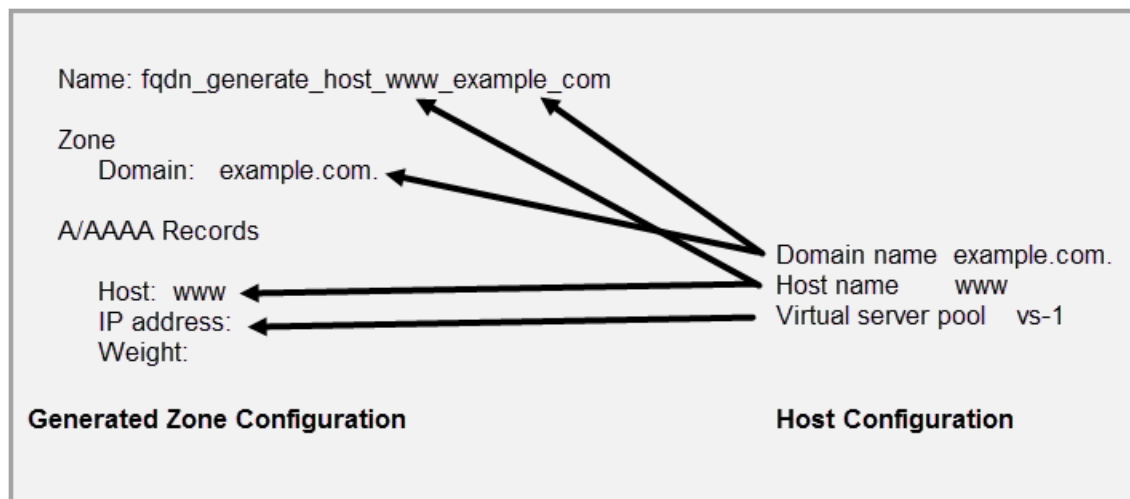 Name: fqdn_generate_host_www_example_com
Zone
Domain: example.com.
A/AAAA Records
Host: www
IP address:
Weight:
Generated Zone Configuration
Domain name example.com.
Host name www
Virtual server pool vs-1
Host Configuration